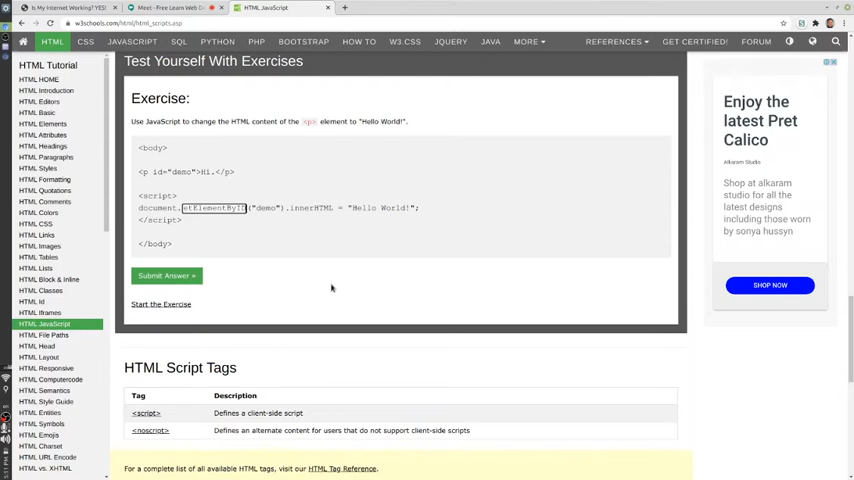 Is My Internet Working? YES!
Meet - Free Learn Web D
HTML JavaScript
w3schools.com/html/html_scripts.asp
HTML CSS JAVASCRIPT SQL PYTHON PHP BOOTSTRAP HOW TO W3.CSS JQUERY JAVA MORE REFERENCES GET CERTIFIED! FORUM
HTML Tutorial
HTML HOME
HTML Introduction
HTML Editors
HTML Basic
HTML Elements
HTML Attributes
HTML Headings
HTML Paragraphs
HTML Styles
HTML Formatting
HTML Quotations
HTML Comments
HTML Colors
HTML CSS
HTML Links
HTML Images
HTML Tables
HTML Lists
HTML Block & Inline
HTML Classes
HTML Id
HTML Iframes
HTML JavaScript
HTML File Paths
HTML Head
HTML Layout
HTML Responsive
HTML Computercode
HTML Semantics
HTML Style Guide
HTML Entities
HTML Symbols
HTML Emojis
HTML Charset
HTML URL Encode
HTML vs. XHTML
Test Yourself With Exercises
Exercise:
Use JavaScript to change the HTML content of the <p> element to "Hello World!".
<body>
<p id="demo">Hi.</p>
<script>
document.etElementByID("demo").innerHTML = "Hello World!";
</script>
</body>
Submit Answer »
Start the Exercise
HTML Script Tags
Tag Description
<script> Defines a client-side script
<noscript> Defines an alternate content for users that do not support client-side scripts
For a complete list of all available HTML tags, visit our HTML Tag Reference.
Enjoy the
latest Pret
Calico
Alkaram Studio
Shop at alkaram
studio for all the
latest designs
including those worn
by sonya hussyn
SHOP NOW
5:11 PM